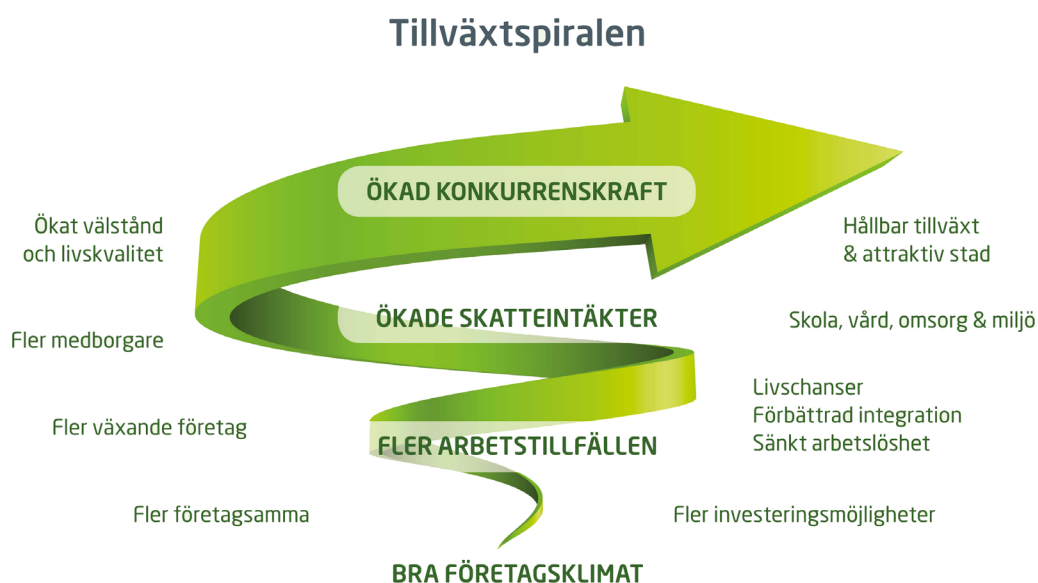 Tillväxtspiralen
ÖKAD KONKURRENSKRAFT
Ökat välstånd
och livskvalitet
Hållbar tillväxt
& attraktiv stad
ÖKADE SKATTEINTÄKTER
Skola, vård, omsorg & miljö
Fler medborgare
Livschanser
Förbättrad integration
Sänkt arbetslöshet
Fler växande företag
FLER ARBETSTILLFÄLLEN
Fler företagsamma
Fler investeringsmöjligheter
BRA FÖRETAGSKLIMAT